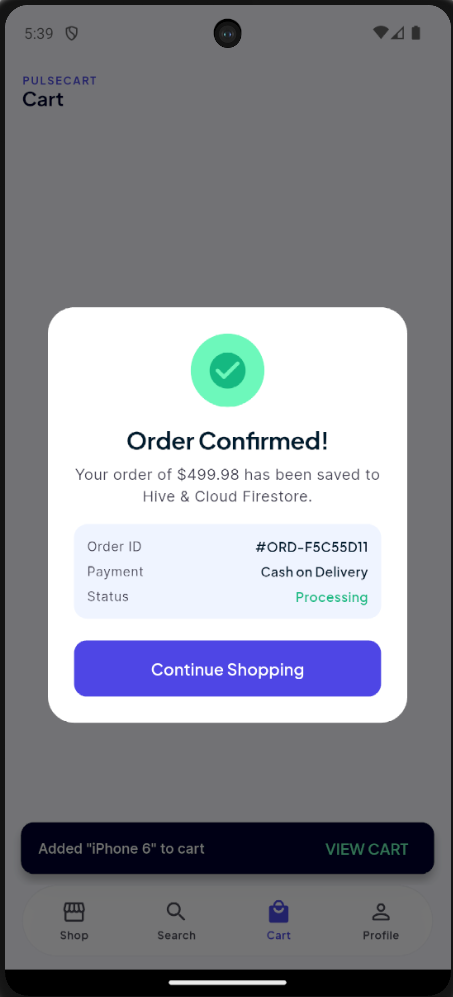 5:39
PULSECART
Cart
Order Confirmed!
Your order of $499.98 has been saved to
Hive & Cloud Firestore.
Order ID #ORD-F5C55D11
Payment Cash on Delivery
Status Processing
Continue Shopping
Added "iPhone 6" to cart VIEW CART
Shop Search Cart Profile